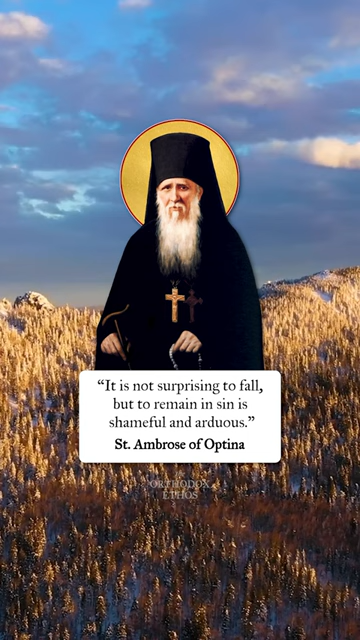 “It is not surprising to fall,
but to remain in sin is
shameful and arduous.”
St. Ambrose of Optina
ORTHODOX
ETHOS